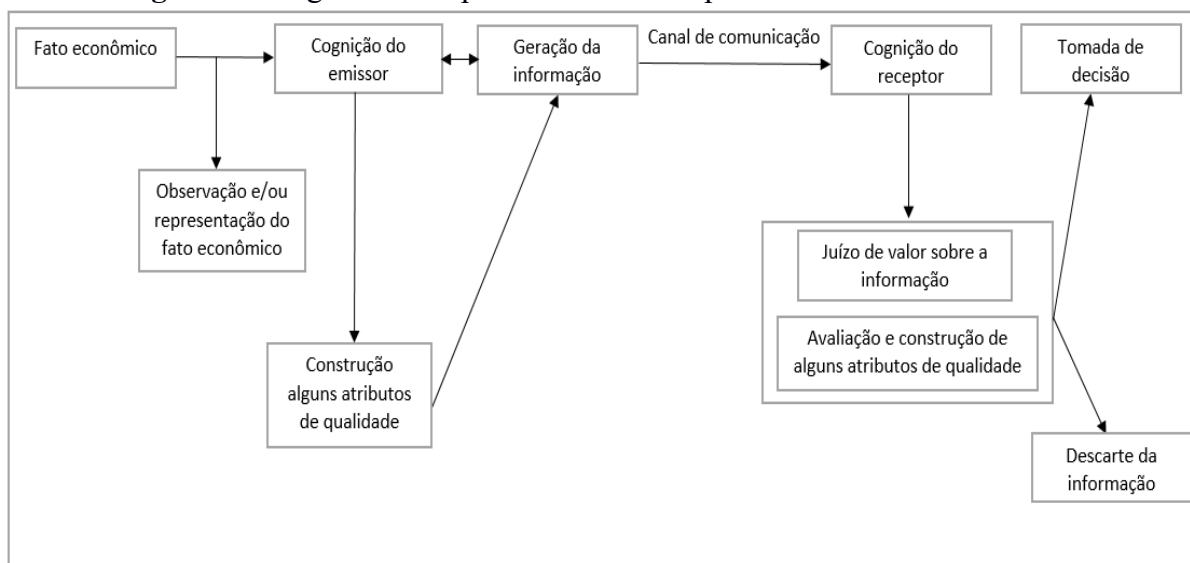 Fato econômico
Cognição do
emissor
Geração da
informação
Canal de comunicação
Cognição do
receptor
Tomada de
decisão
Observação e/ou
representação do
fato econômico
Construção
alguns atributos
de qualidade
Juízo de valor sobre a
informação
Avaliação e construção de
alguns atributos de qualidade
Descarte da
informação